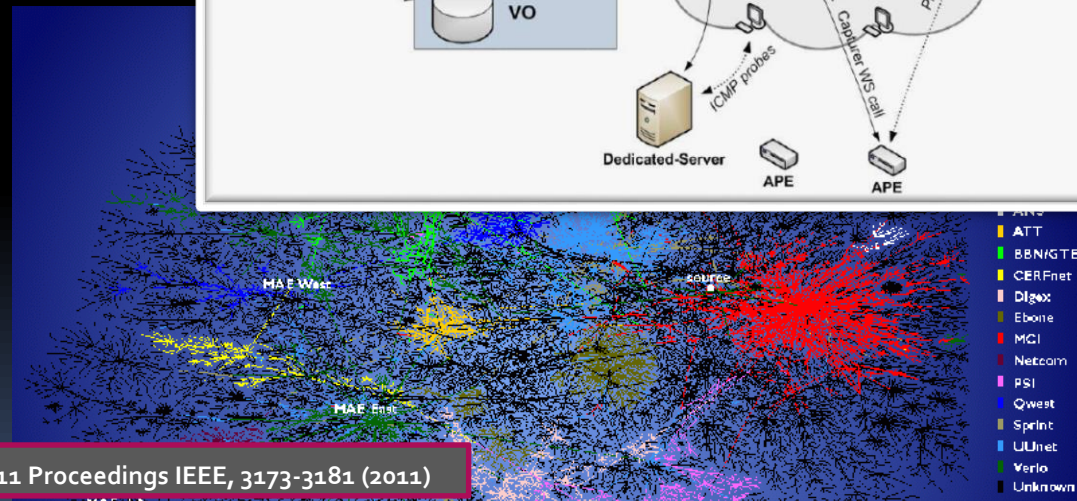 VO
ICMP probes
Capturer WS call
Dedicated-Server
APE
APE
ANS
ATT
BBN/GTE
CERFnet
Digex
Ebone
MCI
Netcom
PSI
Qwest
Sprint
UUnet
Verio
Unknown
source
MAE West
MAE East
11 Proceedings IEEE, 3173-3181 (2011)